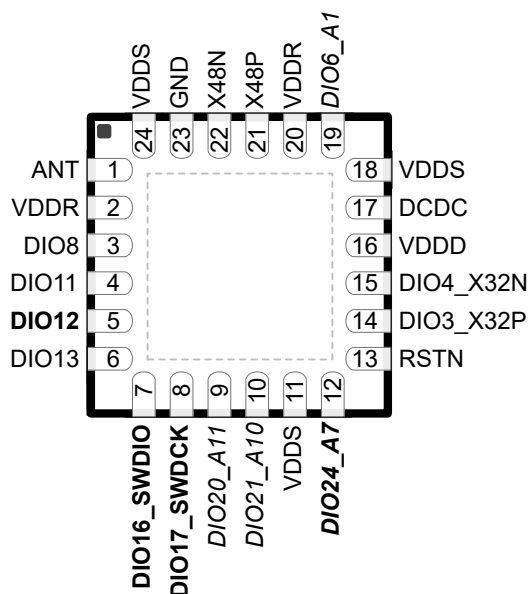 VDDS
GND
X48N
X48P
VDDR
DIO6_A1
24
23
22
21
20
19
ANT 1
VDDR 2
DIO8 3
DIO11 4
DIO12 5
DIO13 6
18 VDDS
17 DCDC
16 VDDD
15 DIO4_X32N
14 DIO3_X32P
13 RSTN
7
8
9
10
11
12
DIO16_SWDIO
DIO17_SWDCK
DIO20_A11
DIO21_A10
VDDS
DIO24_A7